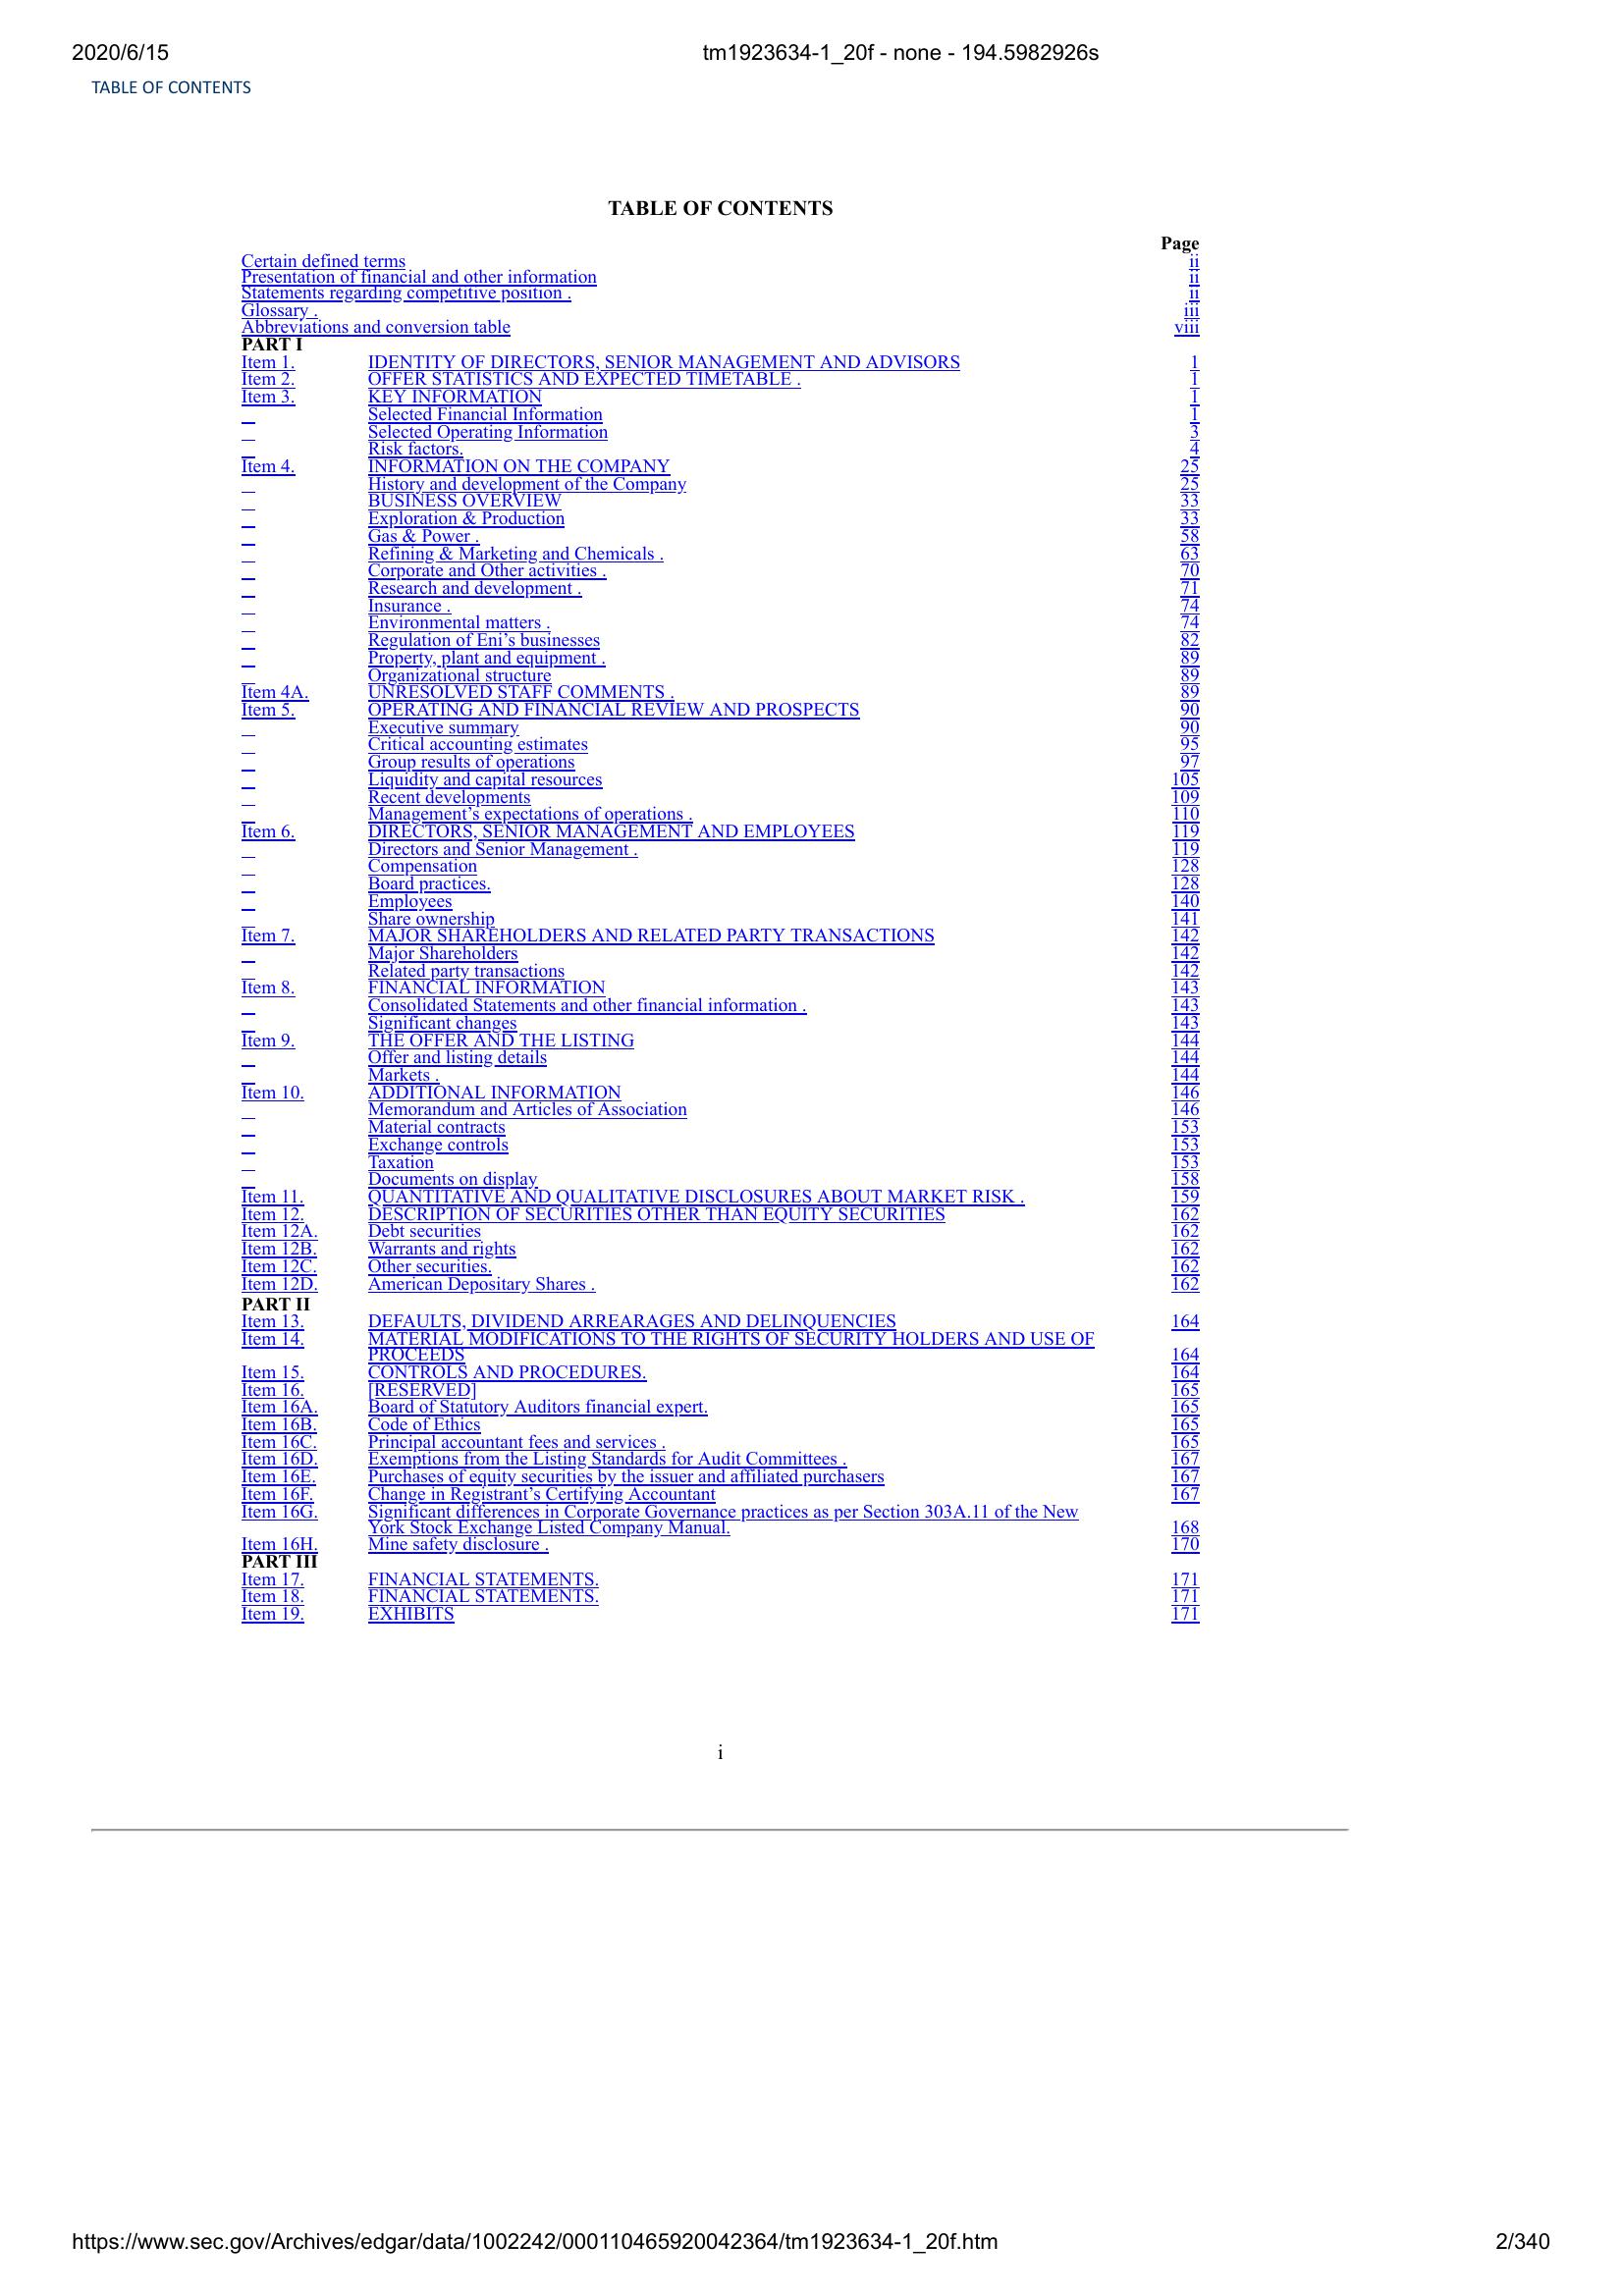 2020/6/15 tm1923634-1_20f - none - 194.5982926s
TABLE OF CONTENTS
TABLE OF CONTENTS
Page
Certain defined terms ii
Presentation of financial and other information ii
Statements regarding competitive position . ii
Glossary . iii
Abbreviations and conversion table viii
PART I
Item 1. IDENTITY OF DIRECTORS, SENIOR MANAGEMENT AND ADVISORS 1
Item 2. OFFER STATISTICS AND EXPECTED TIMETABLE . 1
Item 3. KEY INFORMATION 1
Selected Financial Information 1
Selected Operating Information 3
Risk factors. 4
Item 4. INFORMATION ON THE COMPANY 25
History and development of the Company 25
BUSINESS OVERVIEW 33
Exploration & Production 33
Gas & Power . 58
Refining & Marketing and Chemicals . 63
Corporate and Other activities . 70
Research and development . 71
Insurance . 74
Environmental matters . 74
Regulation of Eni’s businesses 82
Property, plant and equipment . 89
Organizational structure 89
Item 4A. UNRESOLVED STAFF COMMENTS . 89
Item 5. OPERATING AND FINANCIAL REVIEW AND PROSPECTS 90
Executive summary 90
Critical accounting estimates 95
Group results of operations 97
Liquidity and capital resources 105
Recent developments 109
Management’s expectations of operations . 110
Item 6. DIRECTORS, SENIOR MANAGEMENT AND EMPLOYEES 119
Directors and Senior Management . 119
Compensation 128
Board practices. 128
Employees 140
Share ownership 141
Item 7. MAJOR SHAREHOLDERS AND RELATED PARTY TRANSACTIONS 142
Major Shareholders 142
Related party transactions 142
Item 8. FINANCIAL INFORMATION 143
Consolidated Statements and other financial information . 143
Significant changes 143
Item 9. THE OFFER AND THE LISTING 144
Offer and listing details 144
Markets . 144
Item 10. ADDITIONAL INFORMATION 146
Memorandum and Articles of Association 146
Material contracts 153
Exchange controls 153
Taxation 153
Documents on display 158
Item 11. QUANTITATIVE AND QUALITATIVE DISCLOSURES ABOUT MARKET RISK . 159
Item 12. DESCRIPTION OF SECURITIES OTHER THAN EQUITY SECURITIES 162
Item 12A. Debt securities 162
Item 12B. Warrants and rights 162
Item 12C. Other securities. 162
Item 12D. American Depositary Shares . 162
PART II
Item 13. DEFAULTS, DIVIDEND ARREARAGES AND DELINQUENCIES 164
Item 14. MATERIAL MODIFICATIONS TO THE RIGHTS OF SECURITY HOLDERS AND USE OF
PROCEEDS 164
Item 15. CONTROLS AND PROCEDURES. 164
Item 16. [RESERVED] 165
Item 16A. Board of Statutory Auditors financial expert. 165
Item 16B. Code of Ethics 165
Item 16C. Principal accountant fees and services . 165
Item 16D. Exemptions from the Listing Standards for Audit Committees . 167
Item 16E. Purchases of equity securities by the issuer and affiliated purchasers 167
Item 16F. Change in Registrant’s Certifying Accountant 167
Item 16G. Significant differences in Corporate Governance practices as per Section 303A.11 of the New
York Stock Exchange Listed Company Manual. 168
Item 16H. Mine safety disclosure . 170
PART III
Item 17. FINANCIAL STATEMENTS. 171
Item 18. FINANCIAL STATEMENTS. 171
Item 19. EXHIBITS 171
i
https://www.sec.gov/Archives/edgar/data/1002242/000110465920042364/tm1923634-1_20f.htm 2/340